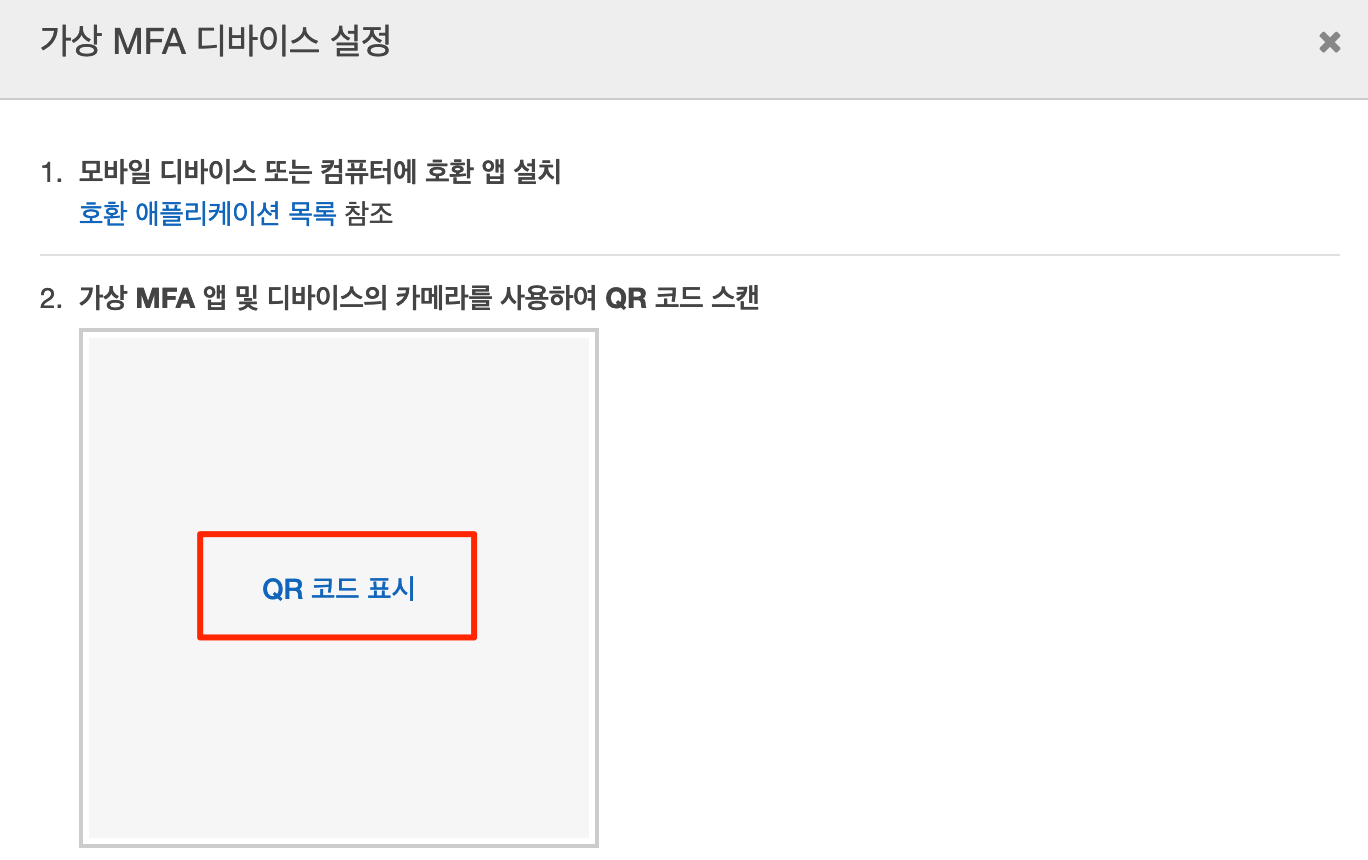 가상 MFA 디바이스 설정
1. 모바일 디바이스 또는 컴퓨터에 호환 앱 설치
호환 애플리케이션 목록 참조
2. 가상 MFA 앱 및 디바이스의 카메라를 사용하여 QR 코드 스캔
QR 코드 표시